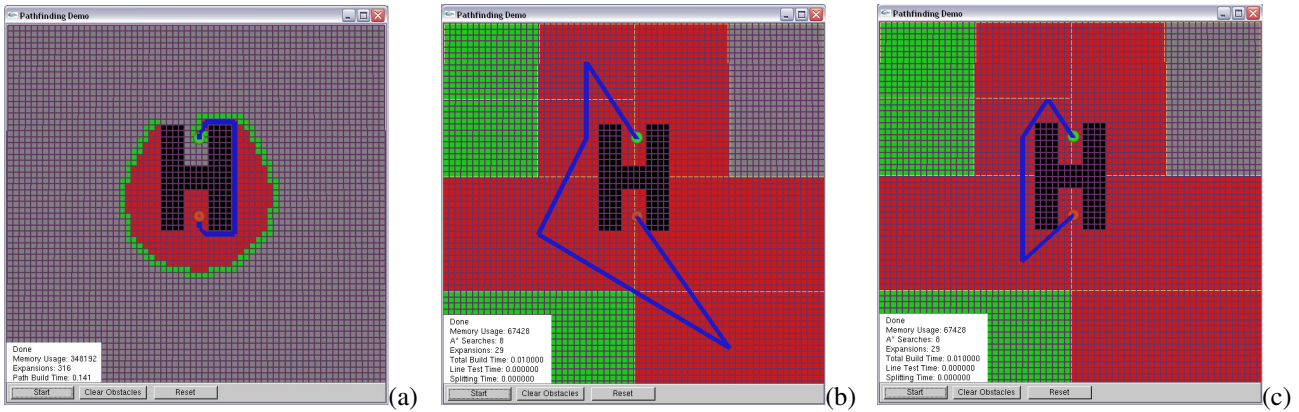 Pathfinding Demo
Done
Memory Usage: 348192
Expansions: 316
Path Build Time: 0.141
Start
Clear Obstacles
Reset
(a)
Pathfinding Demo
Done
Memory Usage: 67428
A* Searches: 8
Expansions: 29
Total Build Time: 0.010000
Line Test Time: 0.000000
Splitting Time: 0.000000
Start
Clear Obstacles
Reset
(b)
Pathfinding Demo
Done
Memory Usage: 67428
A* Searches: 8
Expansions: 29
Total Build Time: 0.010000
Line Test Time: 0.000000
Splitting Time: 0.000000
Start
Clear Obstacles
Reset
(c)